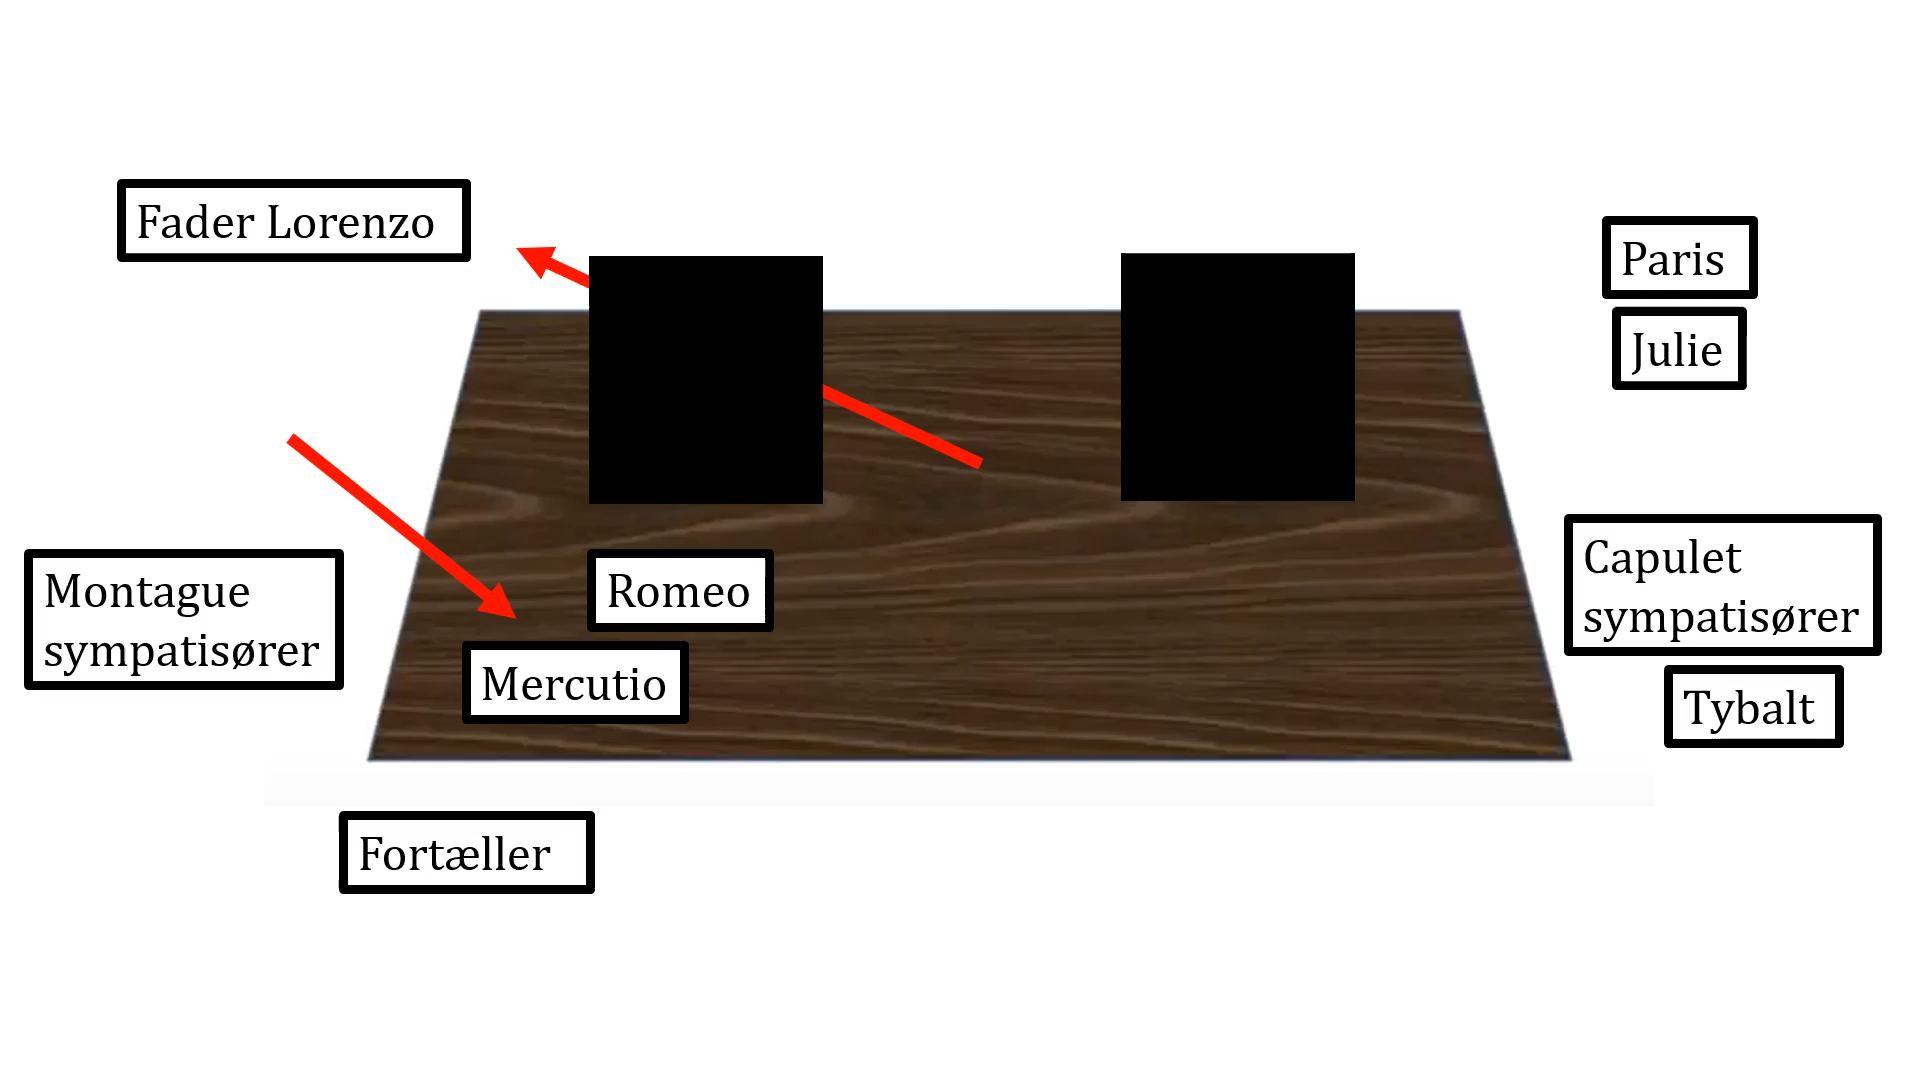 Fader Lorenzo
Paris
Julie
Montague
sympatisører
Romeo
Mercutio
Capulet
sympatisører
Tybalt
Fortæller